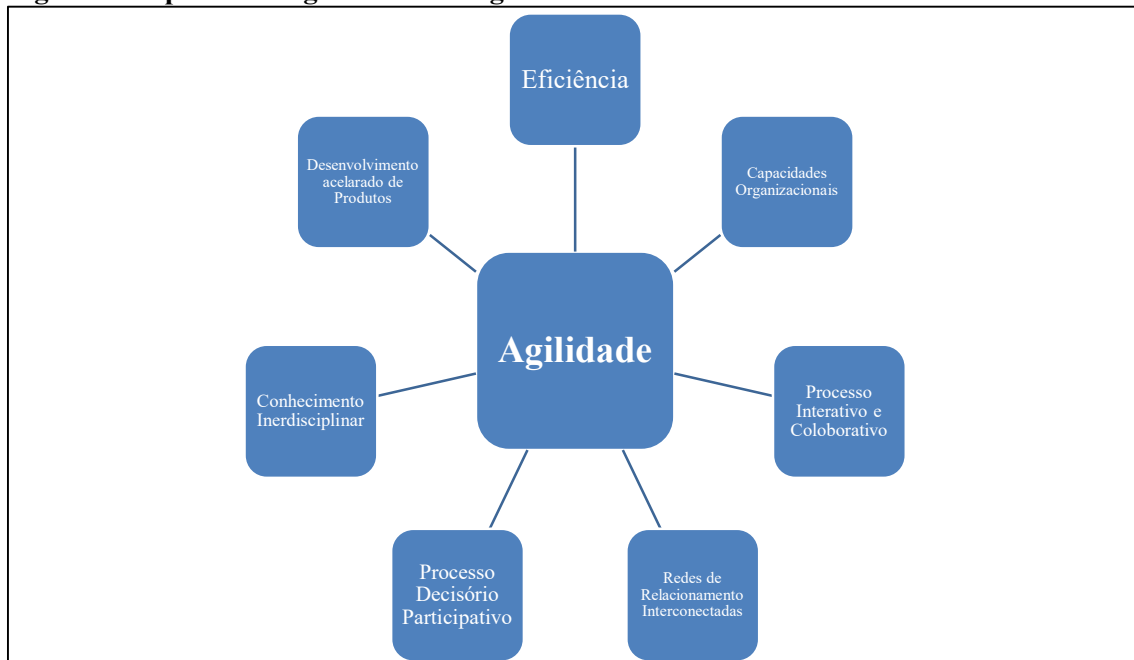 Eficiência
Capacidades
Organizacionais
Processo
Interativo e
Coloborativo
Redes de
Relacionamento
Interconectadas
Processo
Decisório
Participativo
Conhecimento
Inerdisciplinar
Desenvolvimento
acelarado de
Produtos
Agilidade